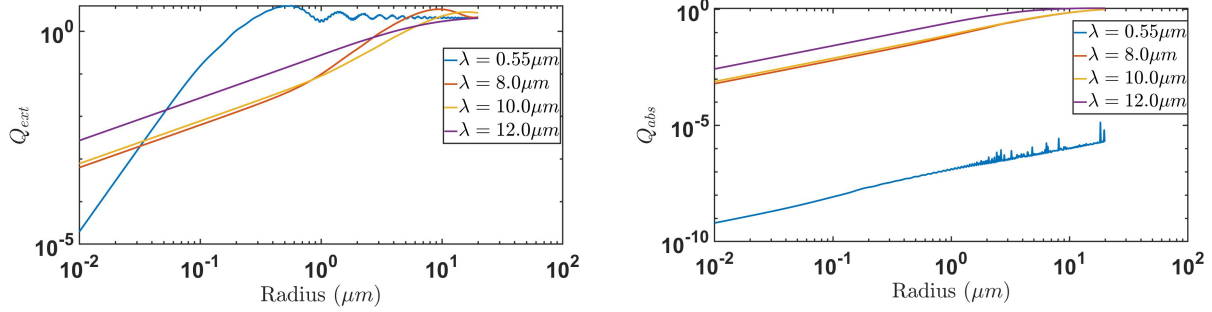 10^0
10^-5
Q_ext
10^-2 10^-1 10^0 10^1 10^2
Radius (μm)
λ = 0.55μm
λ = 8.0μm
λ = 10.0μm
λ = 12.0μm
10^0
10^-5
10^-10
Q_abs
10^-2 10^-1 10^0 10^1 10^2
Radius (μm)
λ = 0.55μm
λ = 8.0μm
λ = 10.0μm
λ = 12.0μm